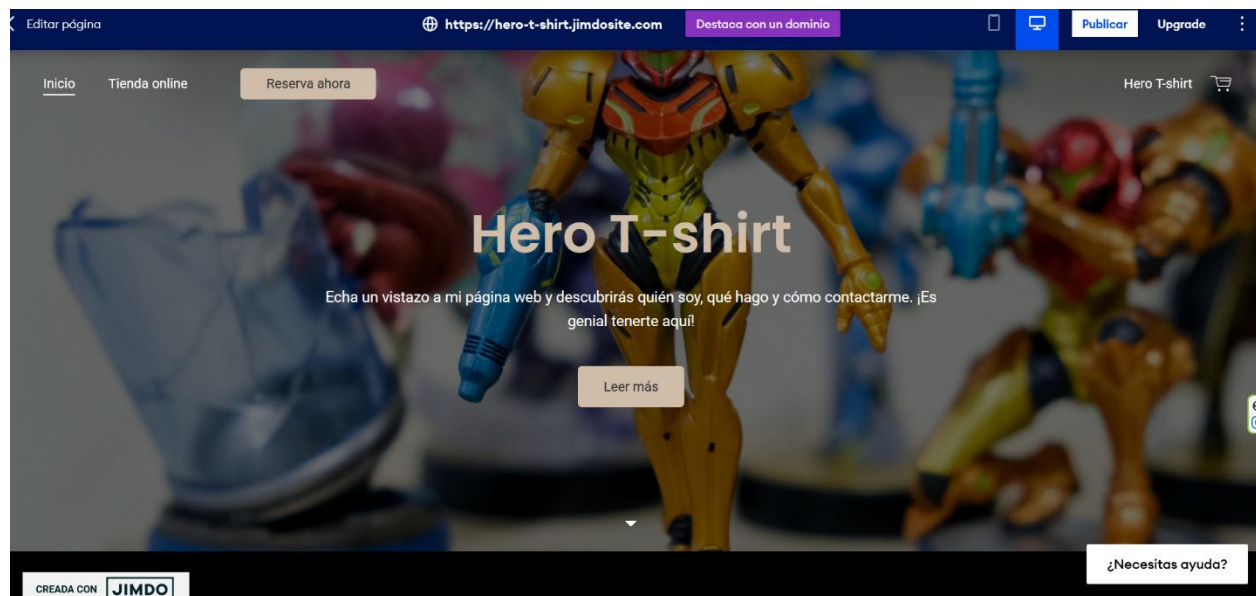 Editar página
https://hero-t-shirt.jimdosite.com
Destaca con un dominio
Publicar
Upgrade
Inicio
Tienda online
Reserva ahora
Hero T-shirt
Hero T-shirt
Echa un vistazo a mi página web y descubrirás quién soy, qué hago y cómo contactarme. ¡Es
genial tenerte aquí!
Leer más
¿Necesitas ayuda?
CREADA CON JIMDO